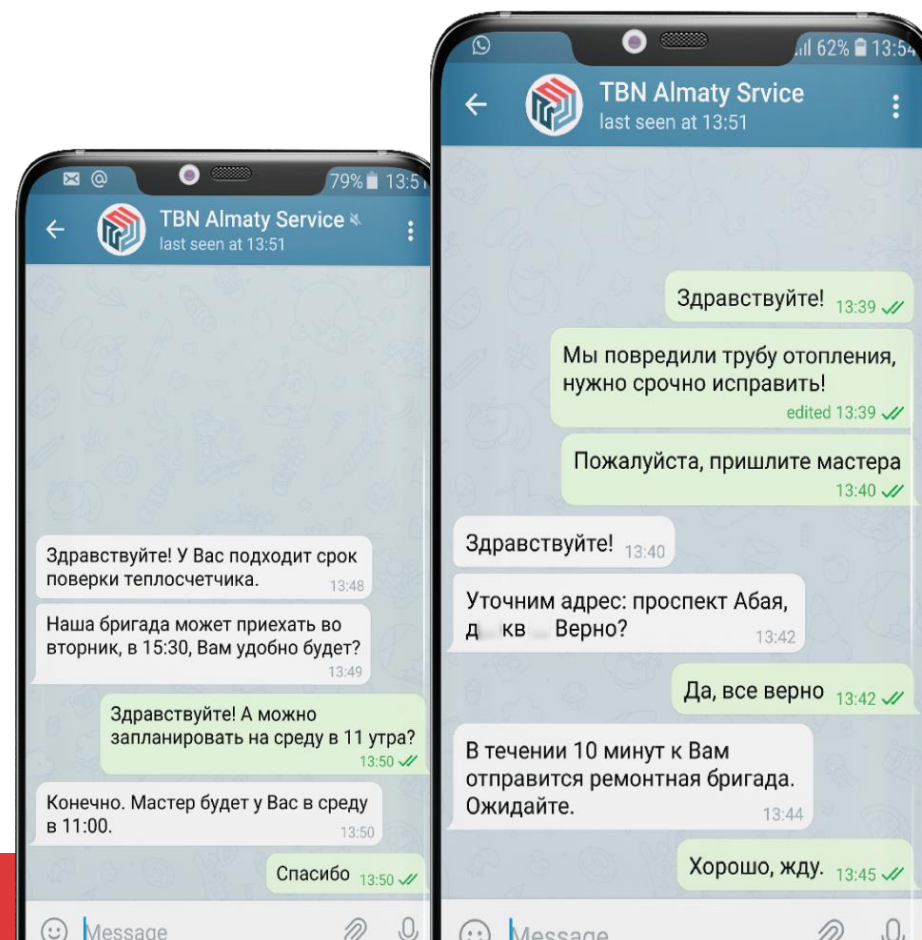 79% 13:51
TBN Almaty Service
last seen at 13:51
Здравствуйте! У Вас подходит срок
поверки теплосчетчика. 13:48
Наша бригада может приехать во
вторник, в 15:30, Вам удобно будет?
13:49
Здравствуйте! А можно
запланировать на среду в 11 утра?
13:50
Конечно. Мастер будет у Вас в среду
в 11:00. 13:50
Спасибо 13:50
Message
62% 13:54
TBN Almaty Srvice
last seen at 13:51
Здравствуйте! 13:39
Мы повредили трубу отопления,
нужно срочно исправить!
edited 13:39
Пожалуйста, пришлите мастера
13:40
Здравствуйте! 13:40
Уточним адрес: проспект Абая,
д кв Верно? 13:42
Да, все верно 13:42
В течении 10 минут к Вам
отправится ремонтная бригада.
Ожидайте. 13:44
Хорошо, жду. 13:45
Message